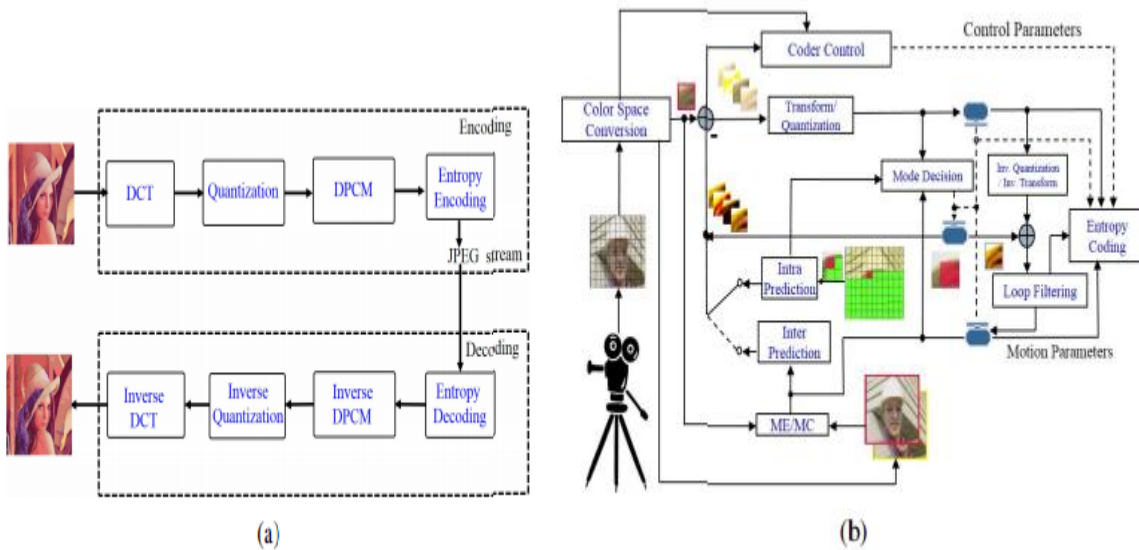 Encoding
DCT
Quantization
DPCM
Entropy
Encoding
JPEG stream
Decoding
Inverse
DCT
Inverse
Quantization
Inverse
DPCM
Entropy
Decoding
(a)
Control Parameters
Coder Control
Color Space
Conversion
Transform/
Quantization
-
Mode Decision
Inv. Quantization
/ Inv. Transform
Entropy
Coding
Intra
Prediction
Loop Filtering
Inter
Prediction
Motion Parameters
ME/MC
(b)